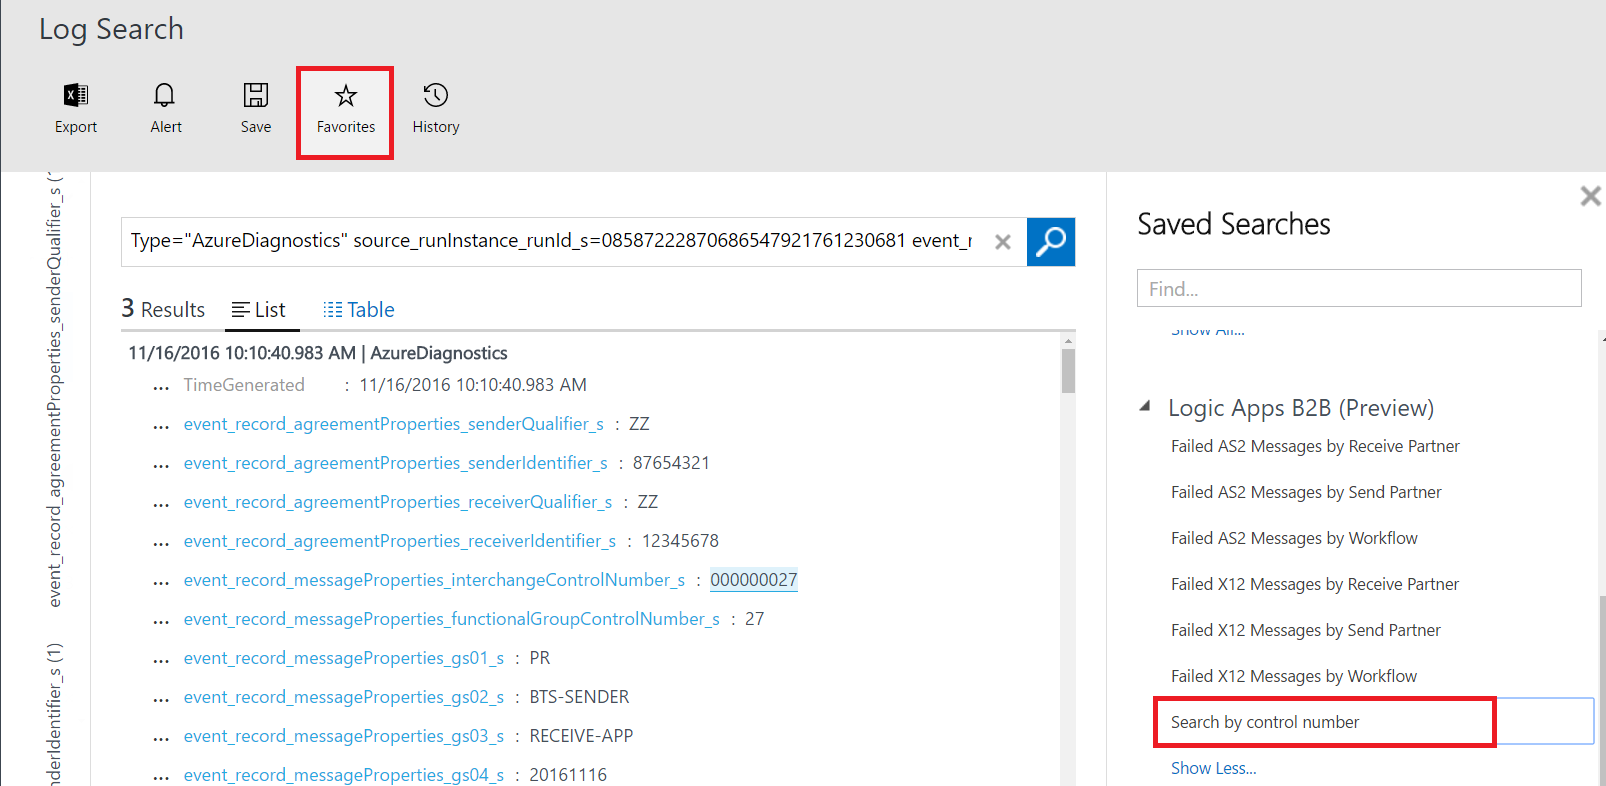 Log Search
Export
Alert
Save
Favorites
History
event_record_agreementProperties_senderQualifier_s
nderIdentifier_s (1)
Type="AzureDiagnostics" source_runInstance_runId_s=08587222870686547921761230681 event_r
3 Results
List
Table
11/16/2016 10:10:40.983 AM | AzureDiagnostics
... TimeGenerated : 11/16/2016 10:10:40.983 AM
... event_record_agreementProperties_senderQualifier_s : ZZ
... event_record_agreementProperties_senderIdentifier_s : 87654321
... event_record_agreementProperties_receiverQualifier_s : ZZ
... event_record_agreementProperties_receiverIdentifier_s : 12345678
... event_record_messageProperties_interchangeControlNumber_s : 000000027
... event_record_messageProperties_functionalGroupControlNumber_s : 27
... event_record_messageProperties_gs01_s : PR
... event_record_messageProperties_gs02_s : BTS-SENDER
... event_record_messageProperties_gs03_s : RECEIVE-APP
... event_record_messageProperties_gs04_s : 20161116
Saved Searches
Find...
Show All...
Logic Apps B2B (Preview)
Failed AS2 Messages by Receive Partner
Failed AS2 Messages by Send Partner
Failed AS2 Messages by Workflow
Failed X12 Messages by Receive Partner
Failed X12 Messages by Send Partner
Failed X12 Messages by Workflow
Search by control number
Show Less...